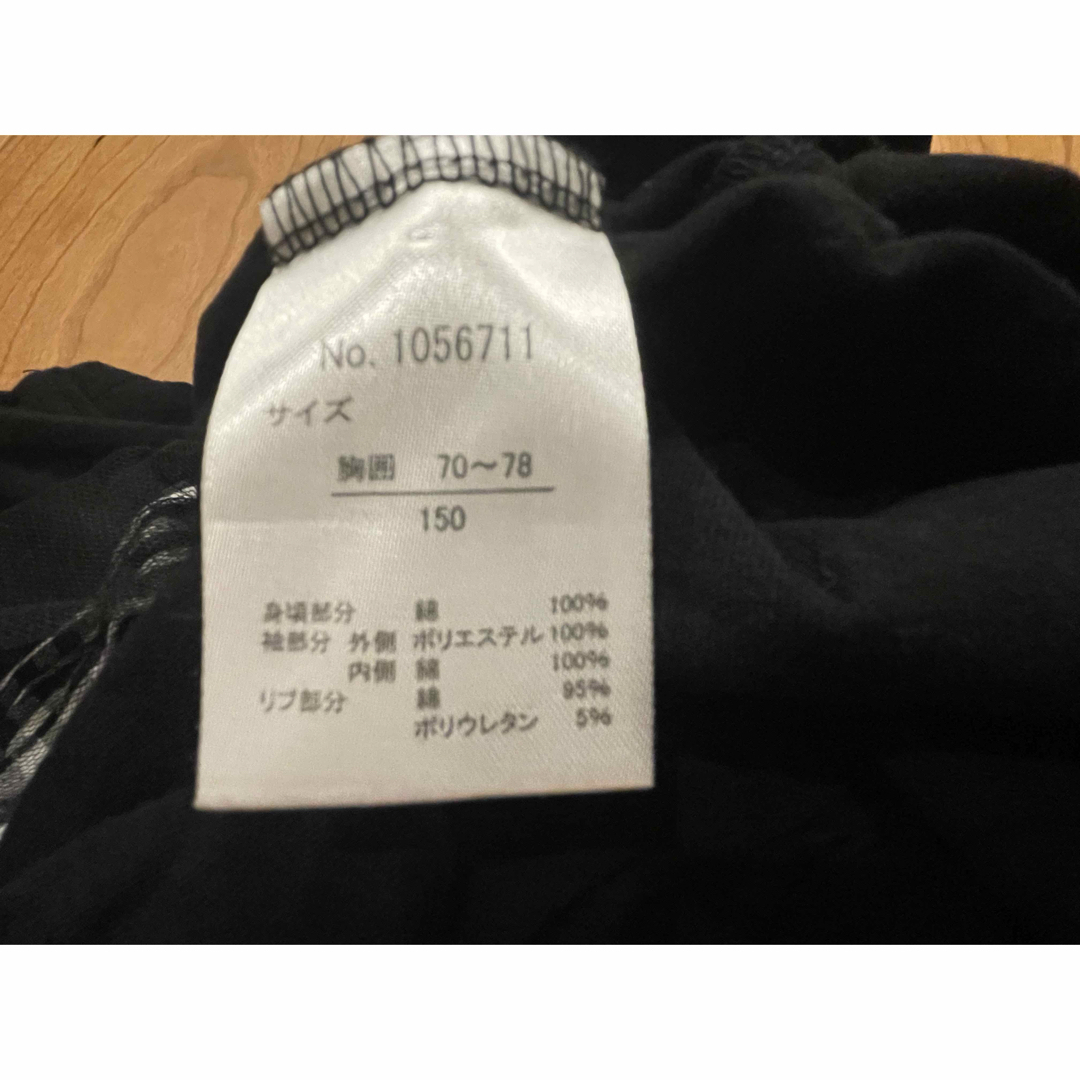 No. 1056711
サイズ
胸囲 70～78
150
身頃部分 綿 100%
袖部分 外側 ポリエステル 100%
内側 綿 100%
リブ部分 綿 95%
ポリウレタン 5%